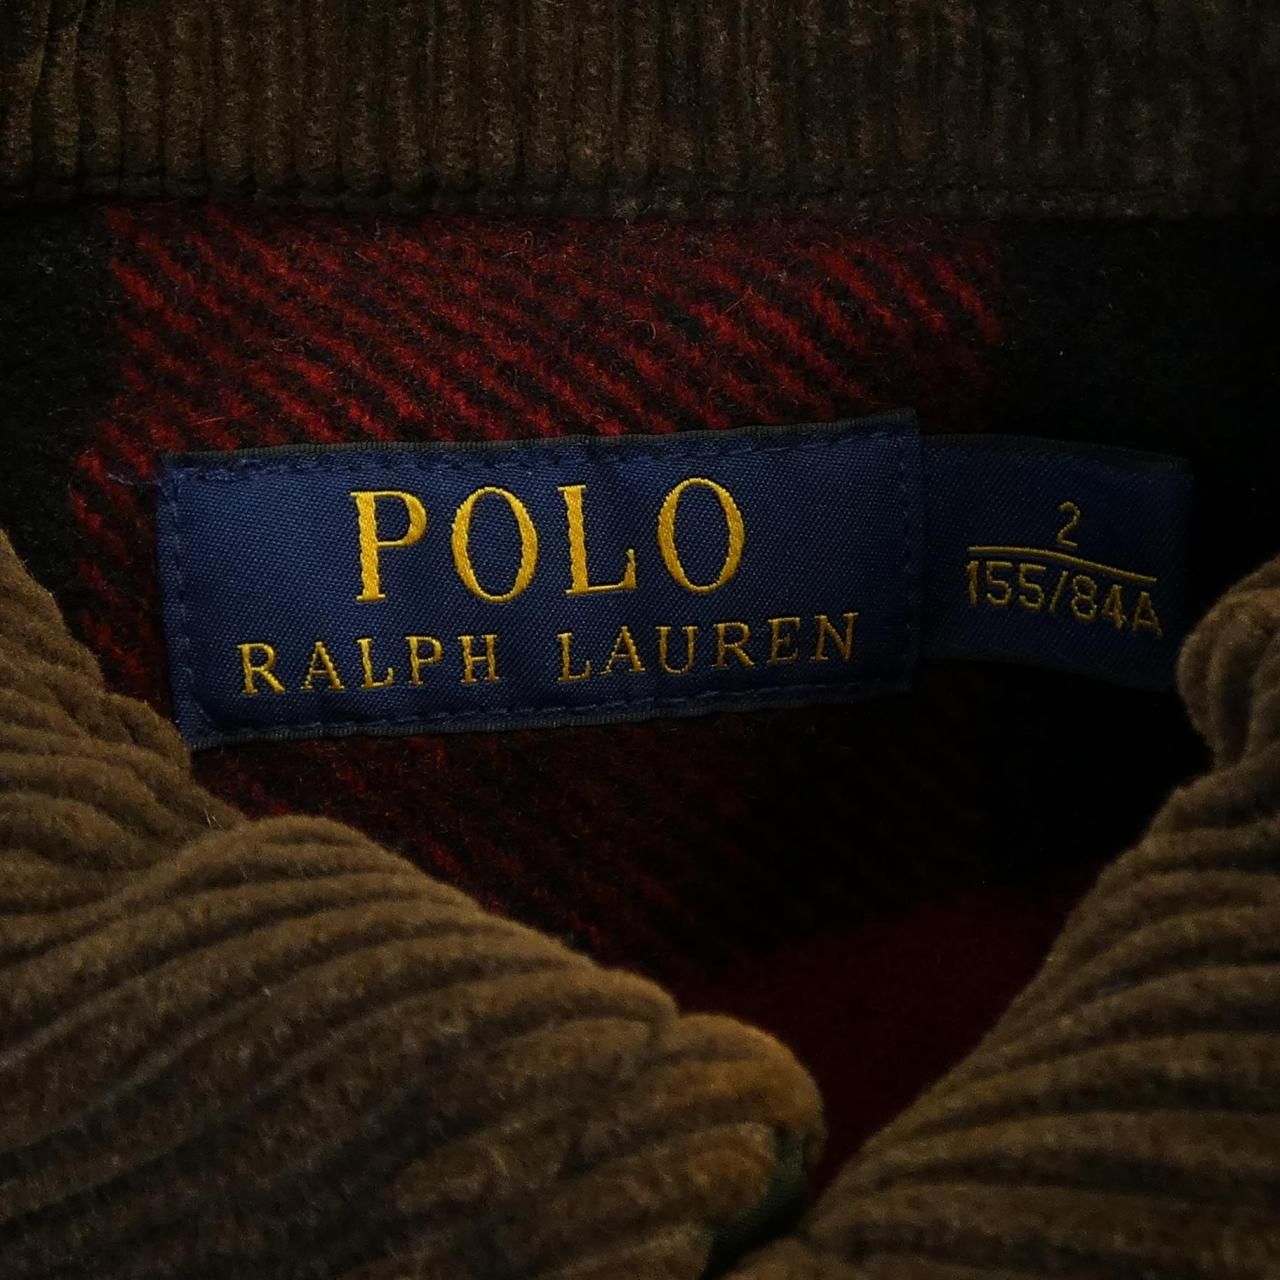 POLO
RALPH LAUREN
2
155/84A